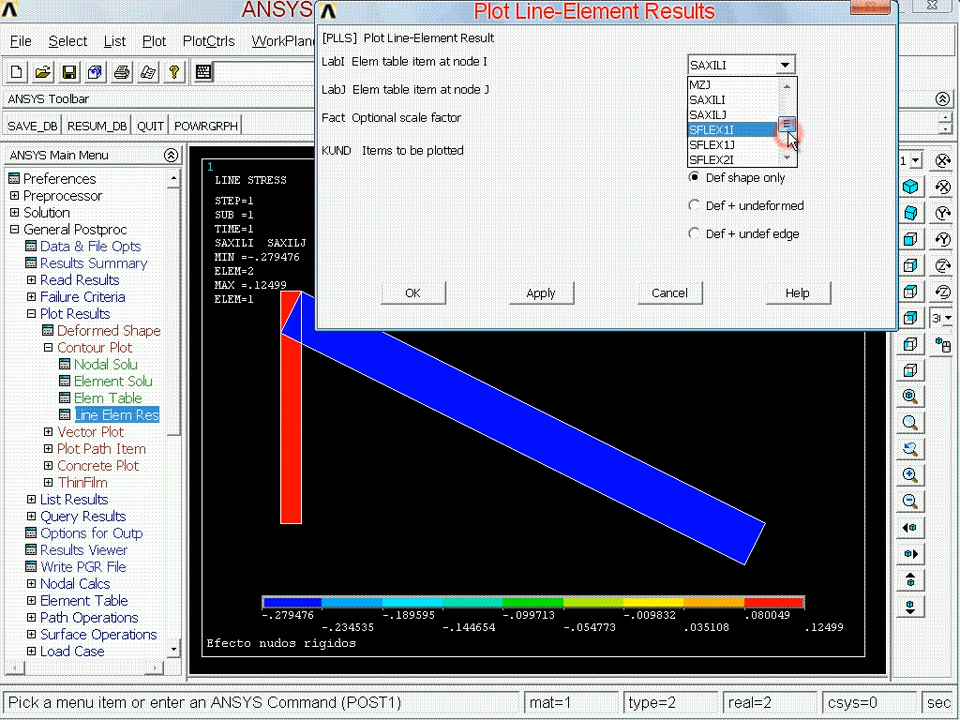 ANSYS
Plot Line-Element Results
File Select List Plot PlotCtrls WorkPlan
[PLLS] Plot Line-Element Result
LabI Elem table item at node I
SAXILI
LabJ Elem table item at node J
MZJ
SAXILI
SAXILJ
SFLEX1I
SFLEX1J
SFLEX2I
Fact Optional scale factor
KUND Items to be plotted
Def shape only
Def + undeformed
Def + undef edge
OK Apply Cancel Help
ANSYS Toolbar
SAVE_DB RESUM_DB QUIT POWRGRPH
ANSYS Main Menu
Preferences
Preprocessor
Solution
General Postproc
Data & File Opts
Results Summary
Read Results
Failure Criteria
Plot Results
Deformed Shape
Contour Plot
Nodal Solu
Element Solu
Elem Table
Line Elem Res
Vector Plot
Plot Path Item
Concrete Plot
ThinFilm
List Results
Query Results
Options for Outp
Results Viewer
Write PGR File
Nodal Calcs
Element Table
Path Operations
Surface Operations
Load Case
1
LINE STRESS
STEP=1
SUB =1
TIME=1
SAXILI SAXILJ
MIN =-.279476
ELEM=2
MAX =.12499
ELEM=1
1
-.279476 -.189595 -.099713 -.009832 .080049
-.234535 -.144654 -.054773 .035108 .12499
Efecto nudos rígidos
Pick a menu item or enter an ANSYS Command (POST1) mat=1 type=2 real=2 csys=0 sec